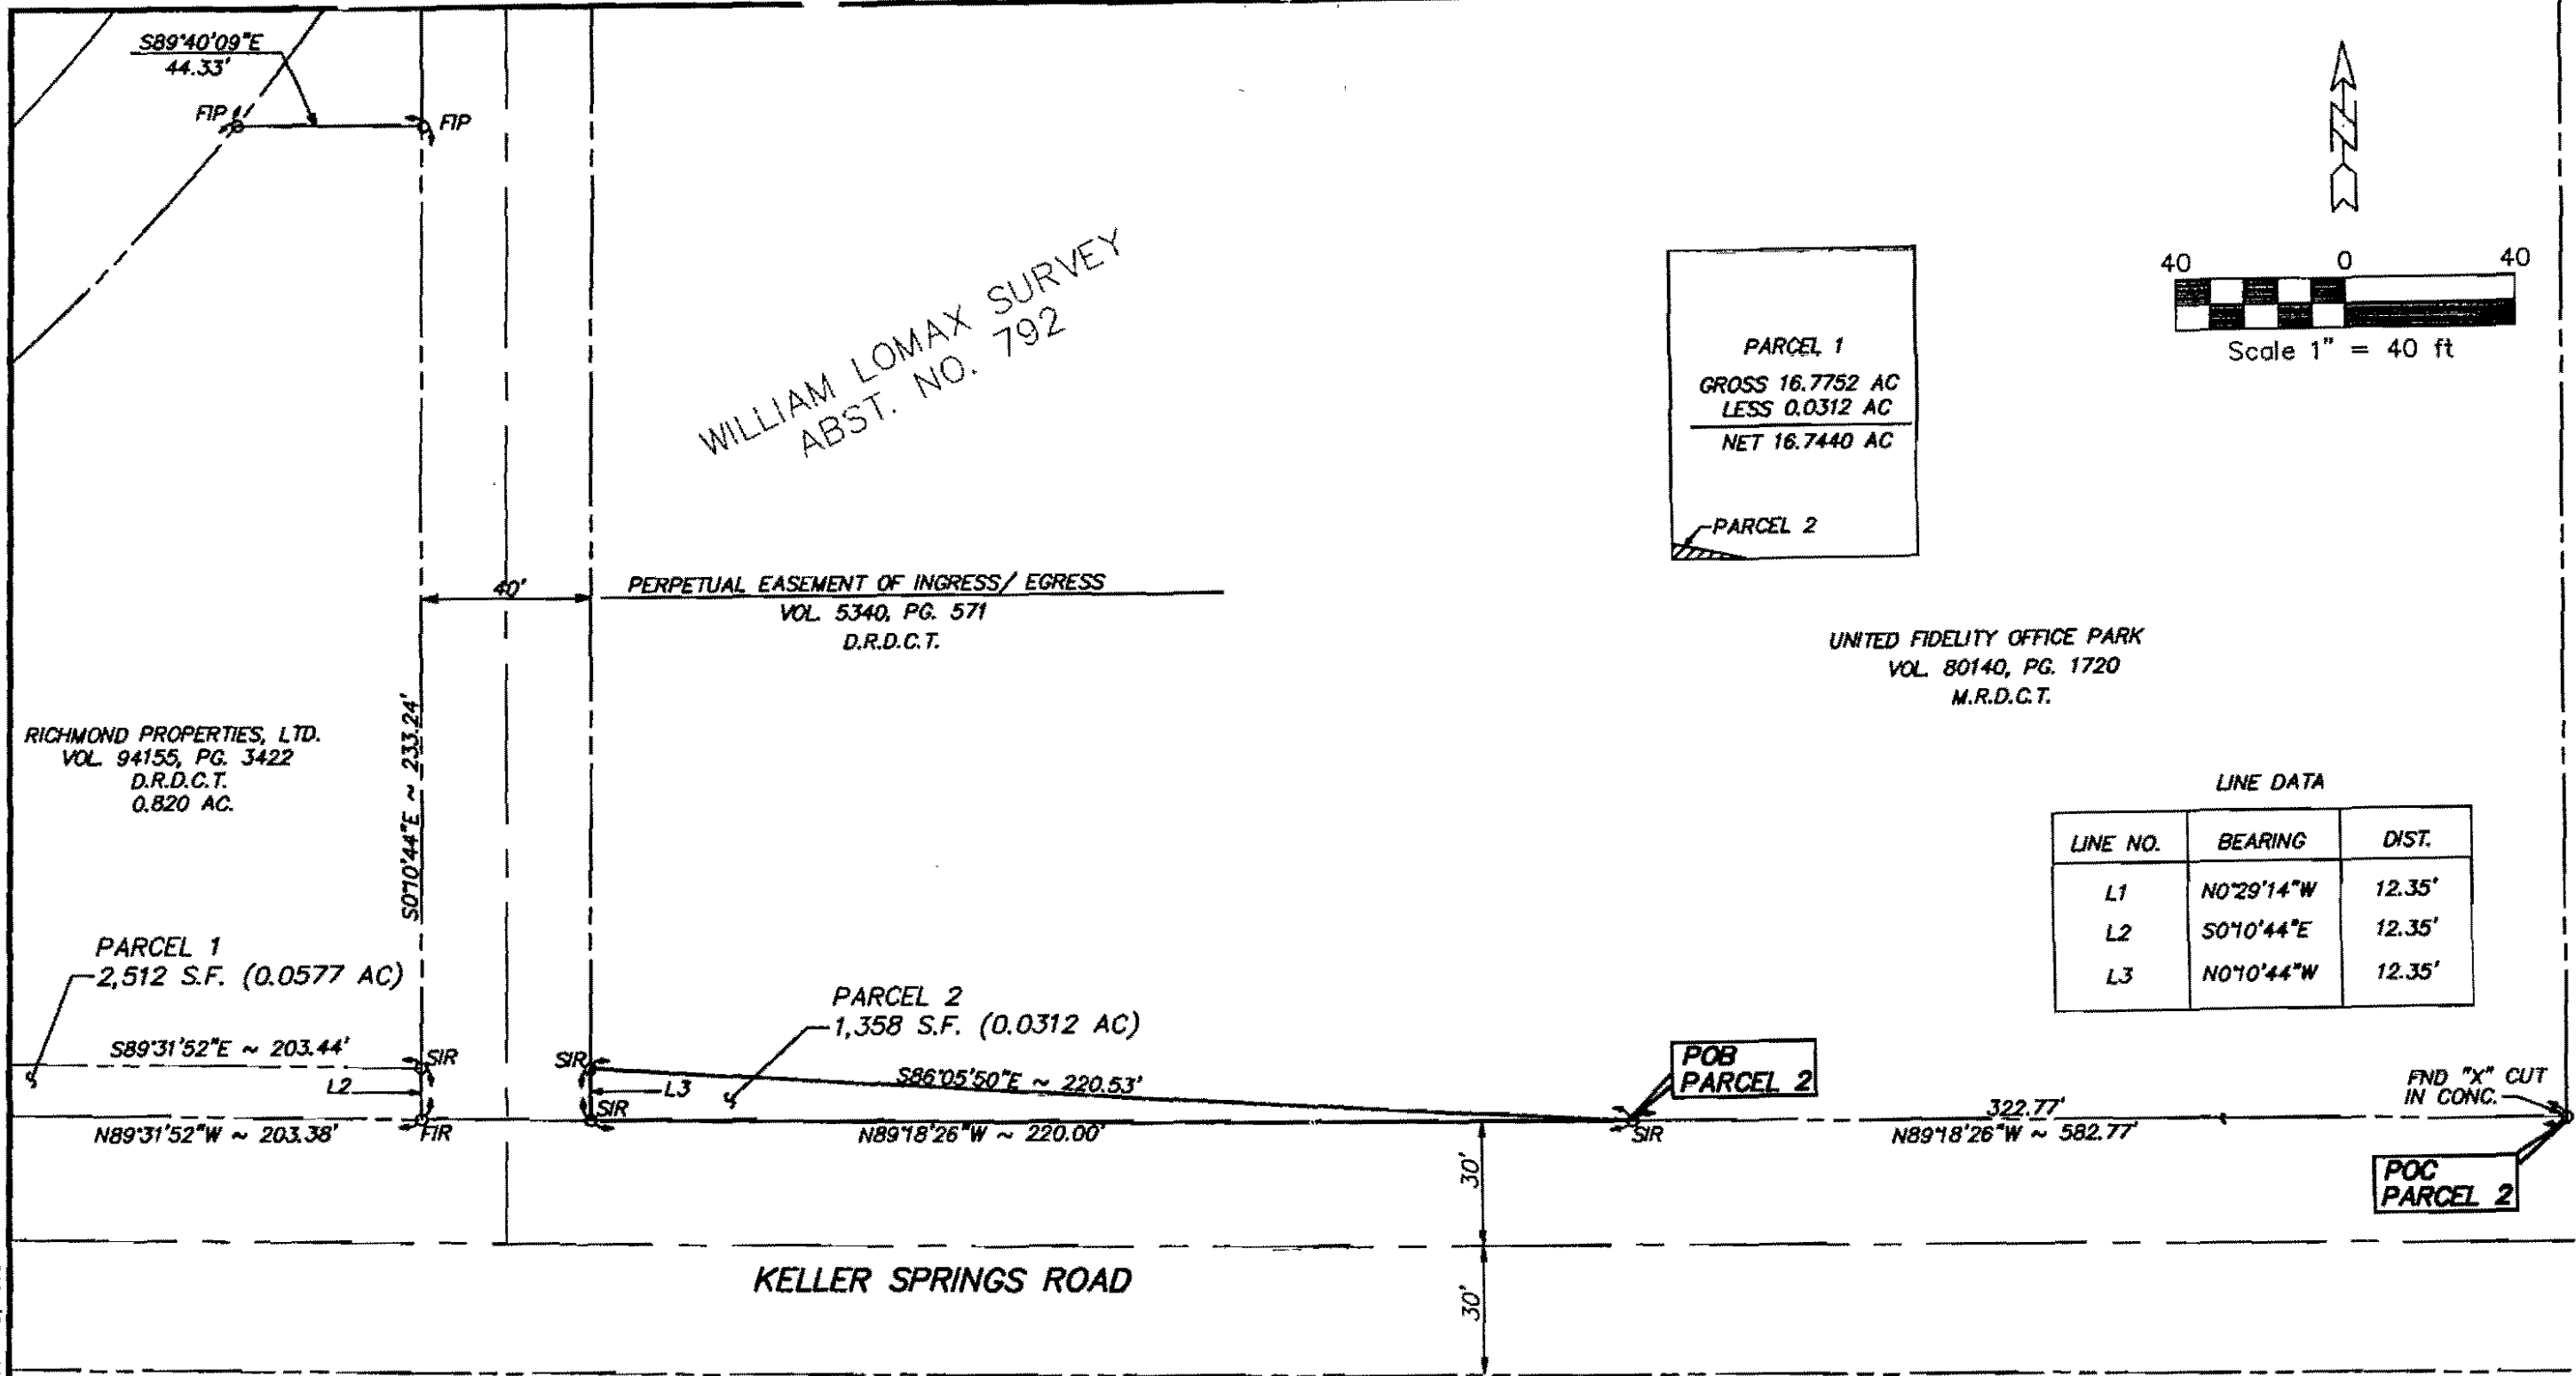 S89°40'09"E
44.33'
FIP
FIP
WILLIAM LOMAX SURVEY
ABST. NO. 792
PARCEL 1
GROSS 16.7752 AC
LESS 0.0312 AC
NET 16.7440 AC
PARCEL 2
N
40 0 40
Scale 1" = 40 ft
40'
PERPETUAL EASEMENT OF INGRESS/ EGRESS
VOL. 5340, PG. 571
D.R.D.C.T.
UNITED FIDELITY OFFICE PARK
VOL. 80140, PG. 1720
M.R.D.C.T.
RICHMOND PROPERTIES, LTD.
VOL. 94155, PG. 3422
D.R.D.C.T.
0.820 AC.
S0°10'44"E ~ 233.24'
LINE DATA
LINE NO. BEARING DIST.
L1 N0°29'14"W 12.35'
L2 S0°10'44"E 12.35'
L3 N0°10'44"W 12.35'
PARCEL 1
2,512 S.F. (0.0577 AC)
PARCEL 2
1,358 S.F. (0.0312 AC)
S89°31'52"E ~ 203.44'
SIR
SIR
L2
L3
S86°05'50"E ~ 220.53'
POB
PARCEL 2
FND "X" CUT
IN CONC.
N89°31'52"W ~ 203.38'
FIR
SIR
N89°18'26"W ~ 220.00'
SIR
322.77'
N89°18'26"W ~ 582.77'
POC
PARCEL 2
30'
KELLER SPRINGS ROAD
30'